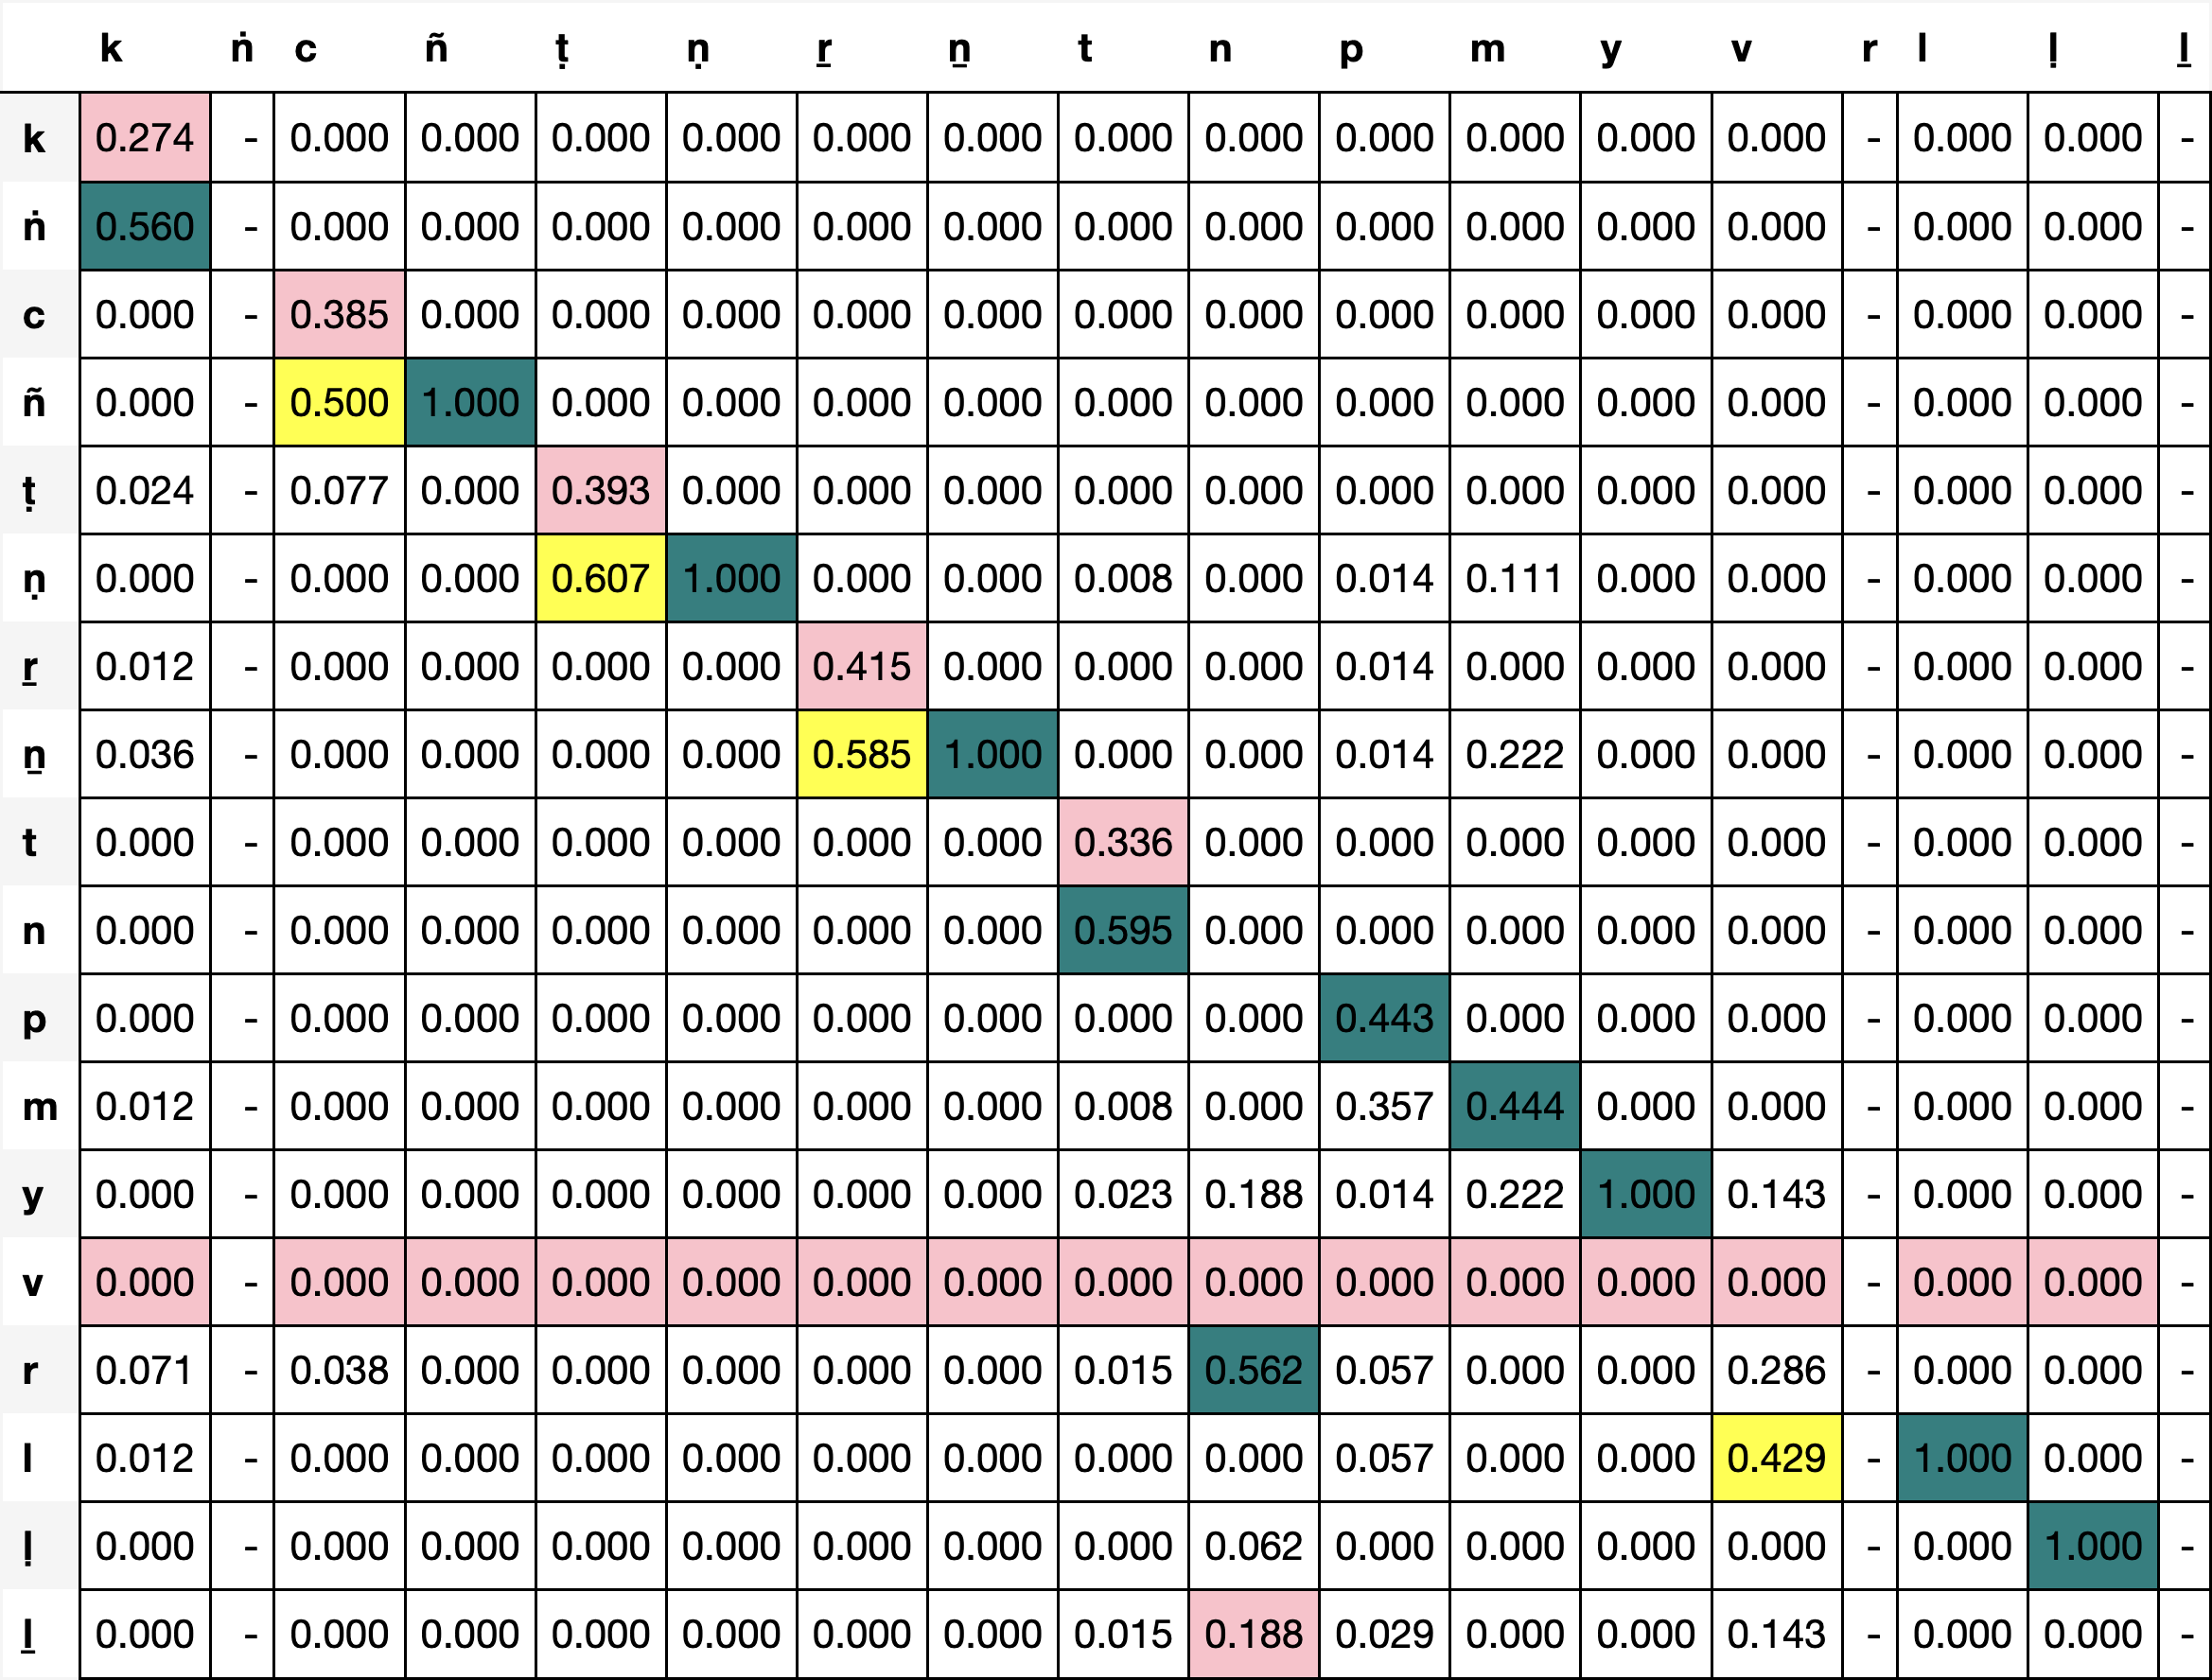 k ṅ c ñ ṭ ṇ ṟ ṉ t n p m y v r l ḷ ḻ
k 0.274 - 0.000 0.000 0.000 0.000 0.000 0.000 0.000 0.000 0.000 0.000 0.000 0.000 - 0.000 0.000 -
ṅ 0.560 - 0.000 0.000 0.000 0.000 0.000 0.000 0.000 0.000 0.000 0.000 0.000 0.000 - 0.000 0.000 -
c 0.000 - 0.385 0.000 0.000 0.000 0.000 0.000 0.000 0.000 0.000 0.000 0.000 0.000 - 0.000 0.000 -
ñ 0.000 - 0.500 1.000 0.000 0.000 0.000 0.000 0.000 0.000 0.000 0.000 0.000 0.000 - 0.000 0.000 -
ṭ 0.024 - 0.077 0.000 0.393 0.000 0.000 0.000 0.000 0.000 0.000 0.000 0.000 0.000 - 0.000 0.000 -
ṇ 0.000 - 0.000 0.000 0.607 1.000 0.000 0.000 0.008 0.000 0.014 0.111 0.000 0.000 - 0.000 0.000 -
ṟ 0.012 - 0.000 0.000 0.000 0.000 0.415 0.000 0.000 0.000 0.014 0.000 0.000 0.000 - 0.000 0.000 -
ṉ 0.036 - 0.000 0.000 0.000 0.000 0.585 1.000 0.000 0.000 0.014 0.222 0.000 0.000 - 0.000 0.000 -
t 0.000 - 0.000 0.000 0.000 0.000 0.000 0.000 0.336 0.000 0.000 0.000 0.000 0.000 - 0.000 0.000 -
n 0.000 - 0.000 0.000 0.000 0.000 0.000 0.000 0.595 0.000 0.000 0.000 0.000 0.000 - 0.000 0.000 -
p 0.000 - 0.000 0.000 0.000 0.000 0.000 0.000 0.000 0.000 0.443 0.000 0.000 0.000 - 0.000 0.000 -
m 0.012 - 0.000 0.000 0.000 0.000 0.000 0.000 0.008 0.000 0.357 0.444 0.000 0.000 - 0.000 0.000 -
y 0.000 - 0.000 0.000 0.000 0.000 0.000 0.000 0.023 0.188 0.014 0.222 1.000 0.143 - 0.000 0.000 -
v 0.000 - 0.000 0.000 0.000 0.000 0.000 0.000 0.000 0.000 0.000 0.000 0.000 0.000 - 0.000 0.000 -
r 0.071 - 0.038 0.000 0.000 0.000 0.000 0.000 0.015 0.562 0.057 0.000 0.000 0.286 - 0.000 0.000 -
l 0.012 - 0.000 0.000 0.000 0.000 0.000 0.000 0.000 0.000 0.057 0.000 0.000 0.429 - 1.000 0.000 -
ḷ 0.000 - 0.000 0.000 0.000 0.000 0.000 0.000 0.000 0.062 0.000 0.000 0.000 0.000 - 0.000 1.000 -
ḻ 0.000 - 0.000 0.000 0.000 0.000 0.000 0.000 0.015 0.188 0.029 0.000 0.000 0.143 - 0.000 0.000 -